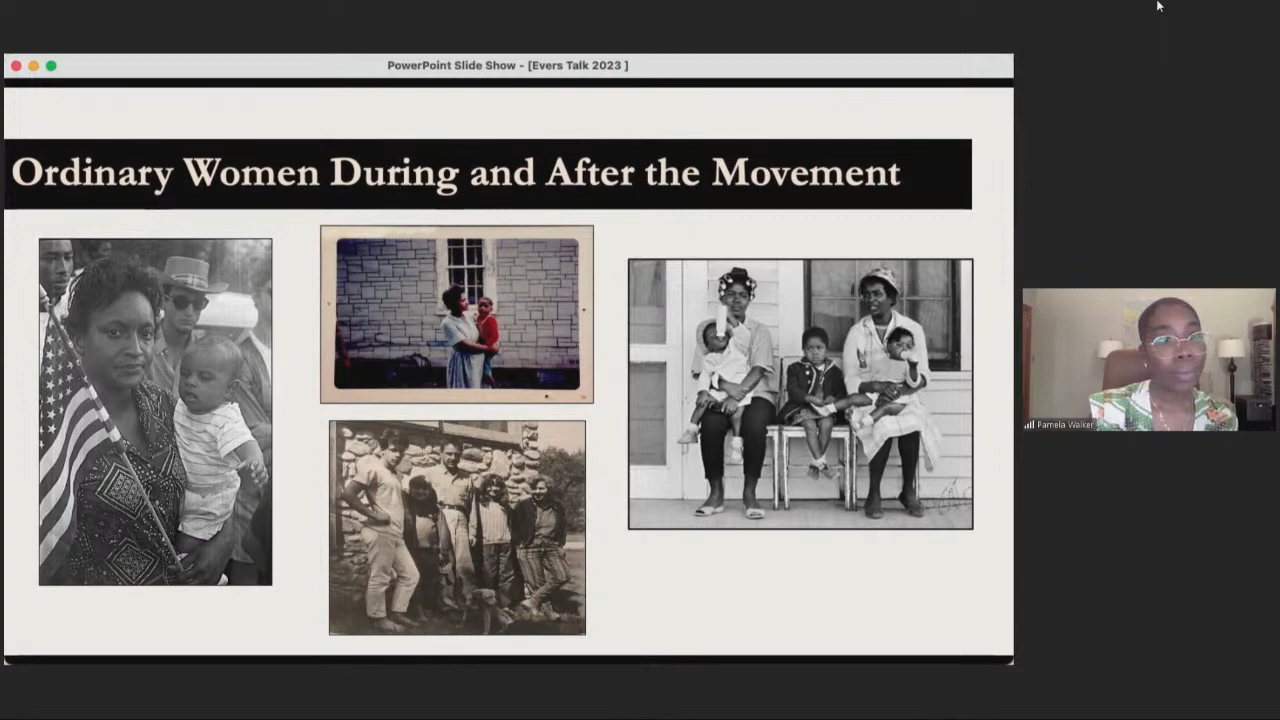 PowerPoint Slide Show - [Evers Talk 2023 ]
Ordinary Women During and After the Movement
Pamela Walker